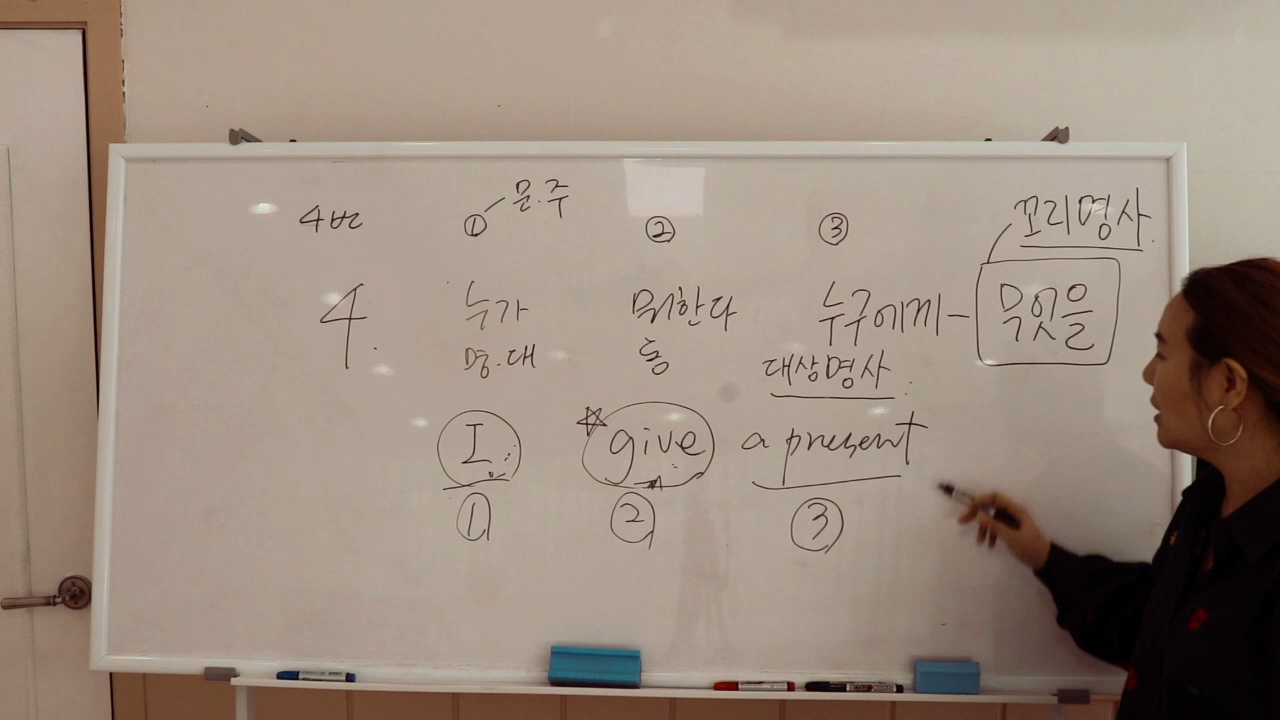 4번 ① 문.주 ② ③ 꼬리명사.
4. 누가 뭐한다 누구에게 - 무엇을
명.대 동 대상명사.
I give a present
① ② ③